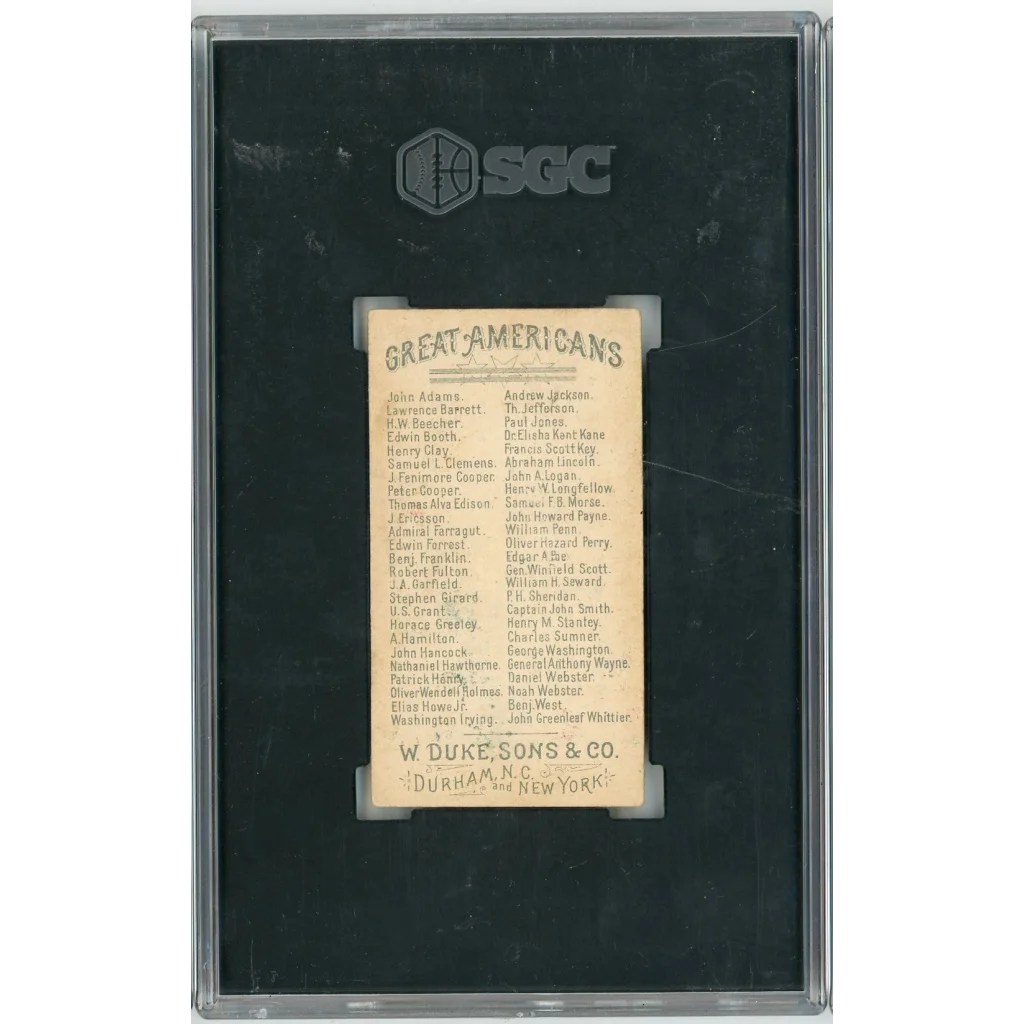 SGC
GREAT AMERICANS
John Adams.
Lawrence Barrett.
H.W. Beecher.
Edwin Booth.
Henry Clay.
Samuel L. Clemens.
J. Fenimore Cooper.
Peter Cooper.
Thomas Alva Edison.
J. Ericsson.
Admiral Farragut.
Edwin Forrest.
Benj. Franklin.
Robert Fulton.
J.A. Garfield.
Stephen Girard.
U.S. Grant.
Horace Greeley.
A. Hamilton.
John Hancock.
Nathaniel Hawthorne.
Patrick Henry.
Oliver Wendell Holmes.
Elias Howe Jr.
Washington Irving.
Andrew Jackson.
Th. Jefferson.
Paul Jones.
Dr. Elisha Kent Kane
Francis Scott Key.
Abraham Lincoln.
John A. Logan.
Henry W. Longfellow.
Samuel F.B. Morse.
John Howard Payne.
William Penn.
Oliver Hazard Perry.
Edgar A. Poe
Gen. Winfield Scott.
William H. Seward.
P.H. Sheridan.
Captain John Smith.
Henry M. Stanley.
Charles Sumner.
George Washington.
General Anthony Wayne.
Daniel Webster.
Noah Webster.
Benj. West.
John Greenleaf Whittier.
W. DUKE, SONS & CO.
DURHAM, N.C.
and NEW YORK